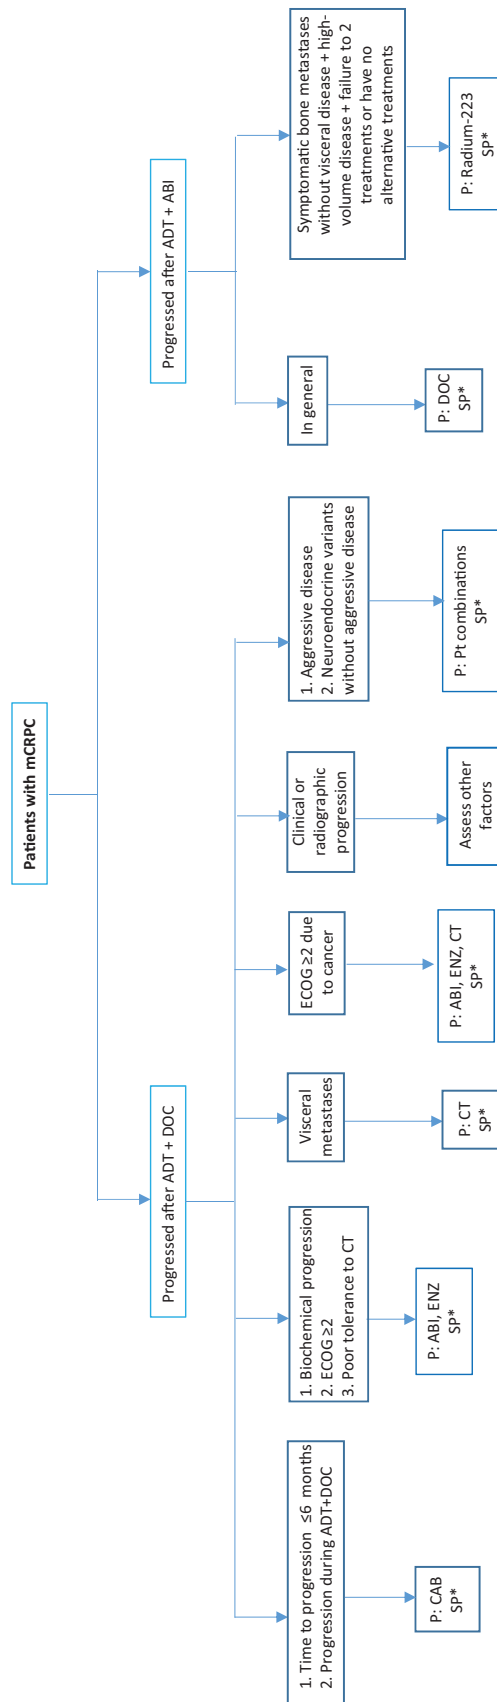 Patients with mCRPC
Progressed after ADT + DOC
Progressed after ADT + ABI
1. Time to progression ≤6 months
2. Progression during ADT+DOC
1. Biochemical progression
2. ECOG ≥2
3. Poor tolerance to CT
Visceral
metastases
ECOG ≥2 due
to cancer
Clinical or
radiographic
progression
1. Aggressive disease
2. Neuroendocrine variants
without aggressive disease
In general
Symptomatic bone metastases
without visceral disease + high-
volume disease + failure to 2
treatments or have no
alternative treatments
P: CAB
SP*
P: ABI, ENZ
SP*
P: CT
SP*
P: ABI, ENZ, CT
SP*
Assess other
factors
P: Pt combinations
SP*
P: DOC
SP*
P: Radium-223
SP*